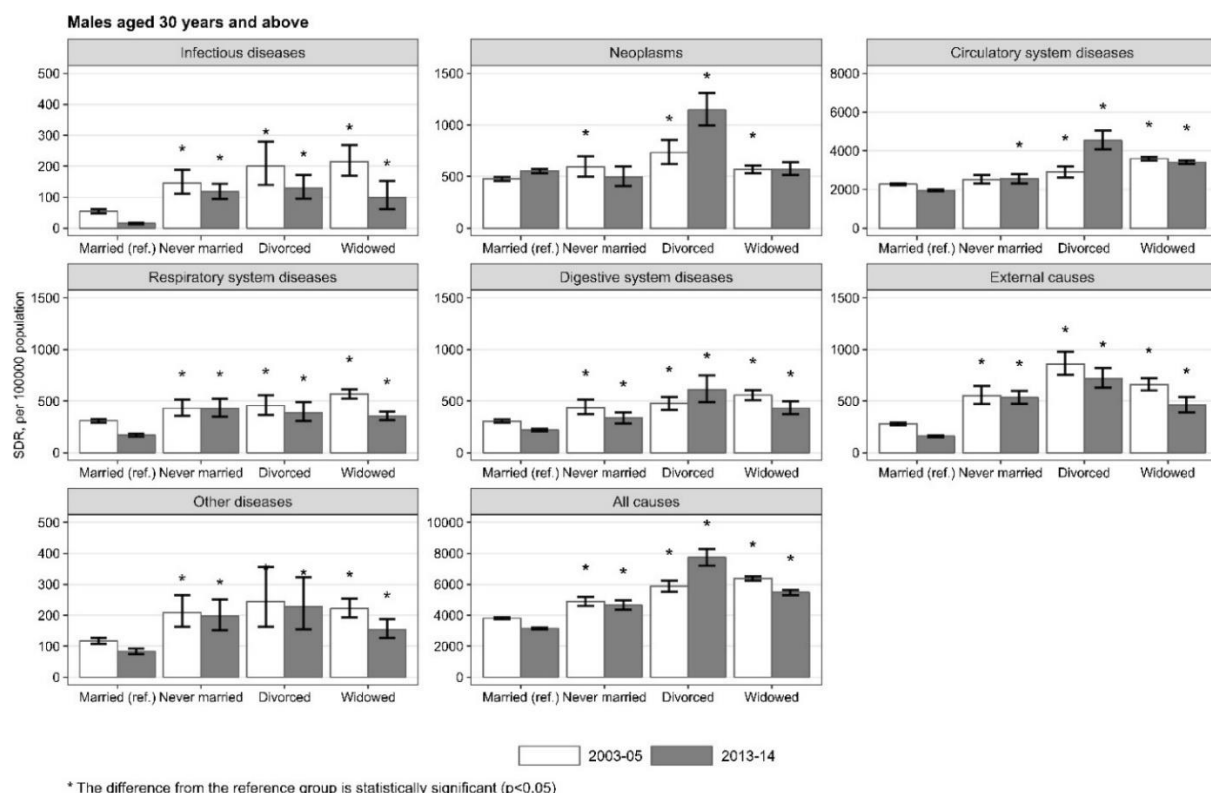 Males aged 30 years and above
Infectious diseases
Neoplasms
Circulatory system diseases
500
400
300
200
100
0
* * * * * *
1500
1000
500
0
* * * *
8000
6000
4000
2000
0
* * * * *
Married (ref.) Never married Divorced Widowed
Married (ref.) Never married Divorced Widowed
Married (ref.) Never married Divorced Widowed
SDR, per 100000 population
Respiratory system diseases
Digestive system diseases
External causes
1500
1000
500
0
* * * * * *
1500
1000
500
0
* * * * * *
1500
1000
500
0
* * * * * *
Married (ref.) Never married Divorced Widowed
Married (ref.) Never married Divorced Widowed
Married (ref.) Never married Divorced Widowed
Other diseases
All causes
500
400
300
200
100
0
* * * * * *
10000
8000
6000
4000
2000
0
* * * * * *
Married (ref.) Never married Divorced Widowed
Married (ref.) Never married Divorced Widowed
2003-05 2013-14
* The difference from the reference group is statistically significant (p<0.05)